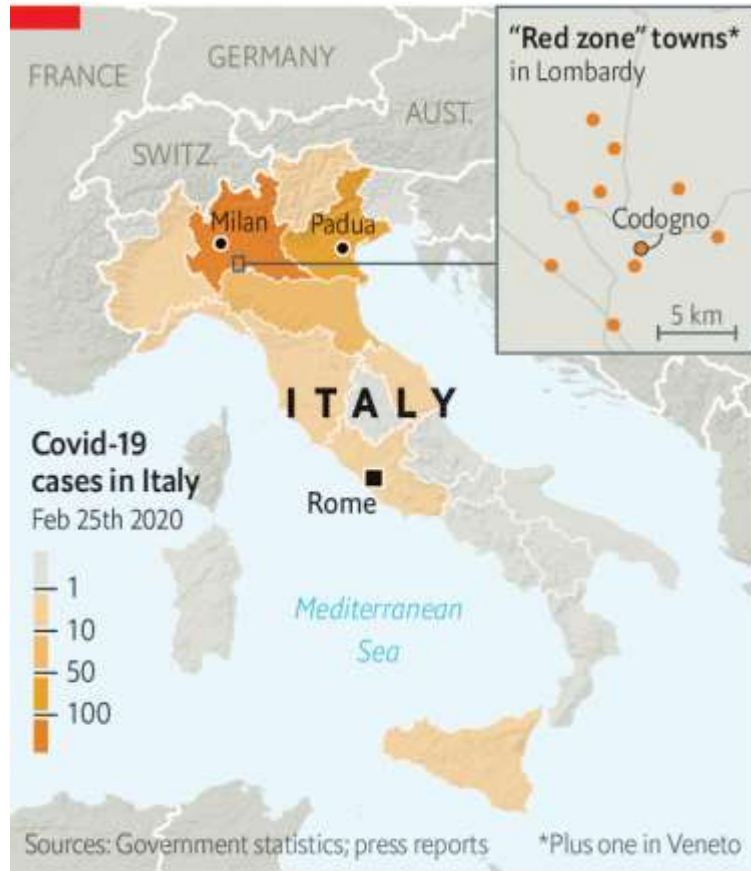 "Red zone" towns*
in Lombardy
GERMANY
FRANCE
AUST.
SWITZ.
Milan
Padua
Codogno
5 km
ITALY
Covid-19
cases in Italy
Feb 25th 2020
Rome
1
10
50
100
Mediterranean
Sea
Sources: Government statistics; press reports
*Plus one in Veneto